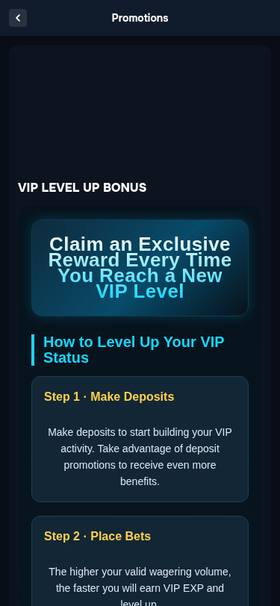 Promotions
VIP LEVEL UP BONUS
Claim an Exclusive
Reward Every Time
You Reach a New
VIP Level
How to Level Up Your VIP
Status
Step 1 · Make Deposits
Make deposits to start building your VIP
activity. Take advantage of deposit
promotions to receive even more
benefits.
Step 2 · Place Bets
The higher your valid wagering volume,
the faster you will earn VIP EXP and
level up.